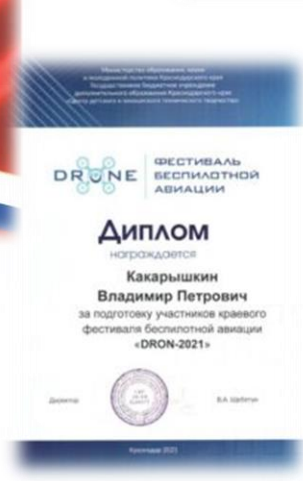 Министерство образования, науки
и молодежной политики Краснодарского края
Государственное бюджетное учреждение
дополнительного образования Краснодарского края
«Центр детского и юношеского технического творчества»
DRONE
ФЕСТИВАЛЬ
БЕСПИЛОТНОЙ
АВИАЦИИ
ДИПЛОМ
награждается
Какарышкин
Владимир Петрович
за подготовку участников краевого
фестиваля беспилотной авиации
«DRON-2021»
Директор
Краснодар 2021